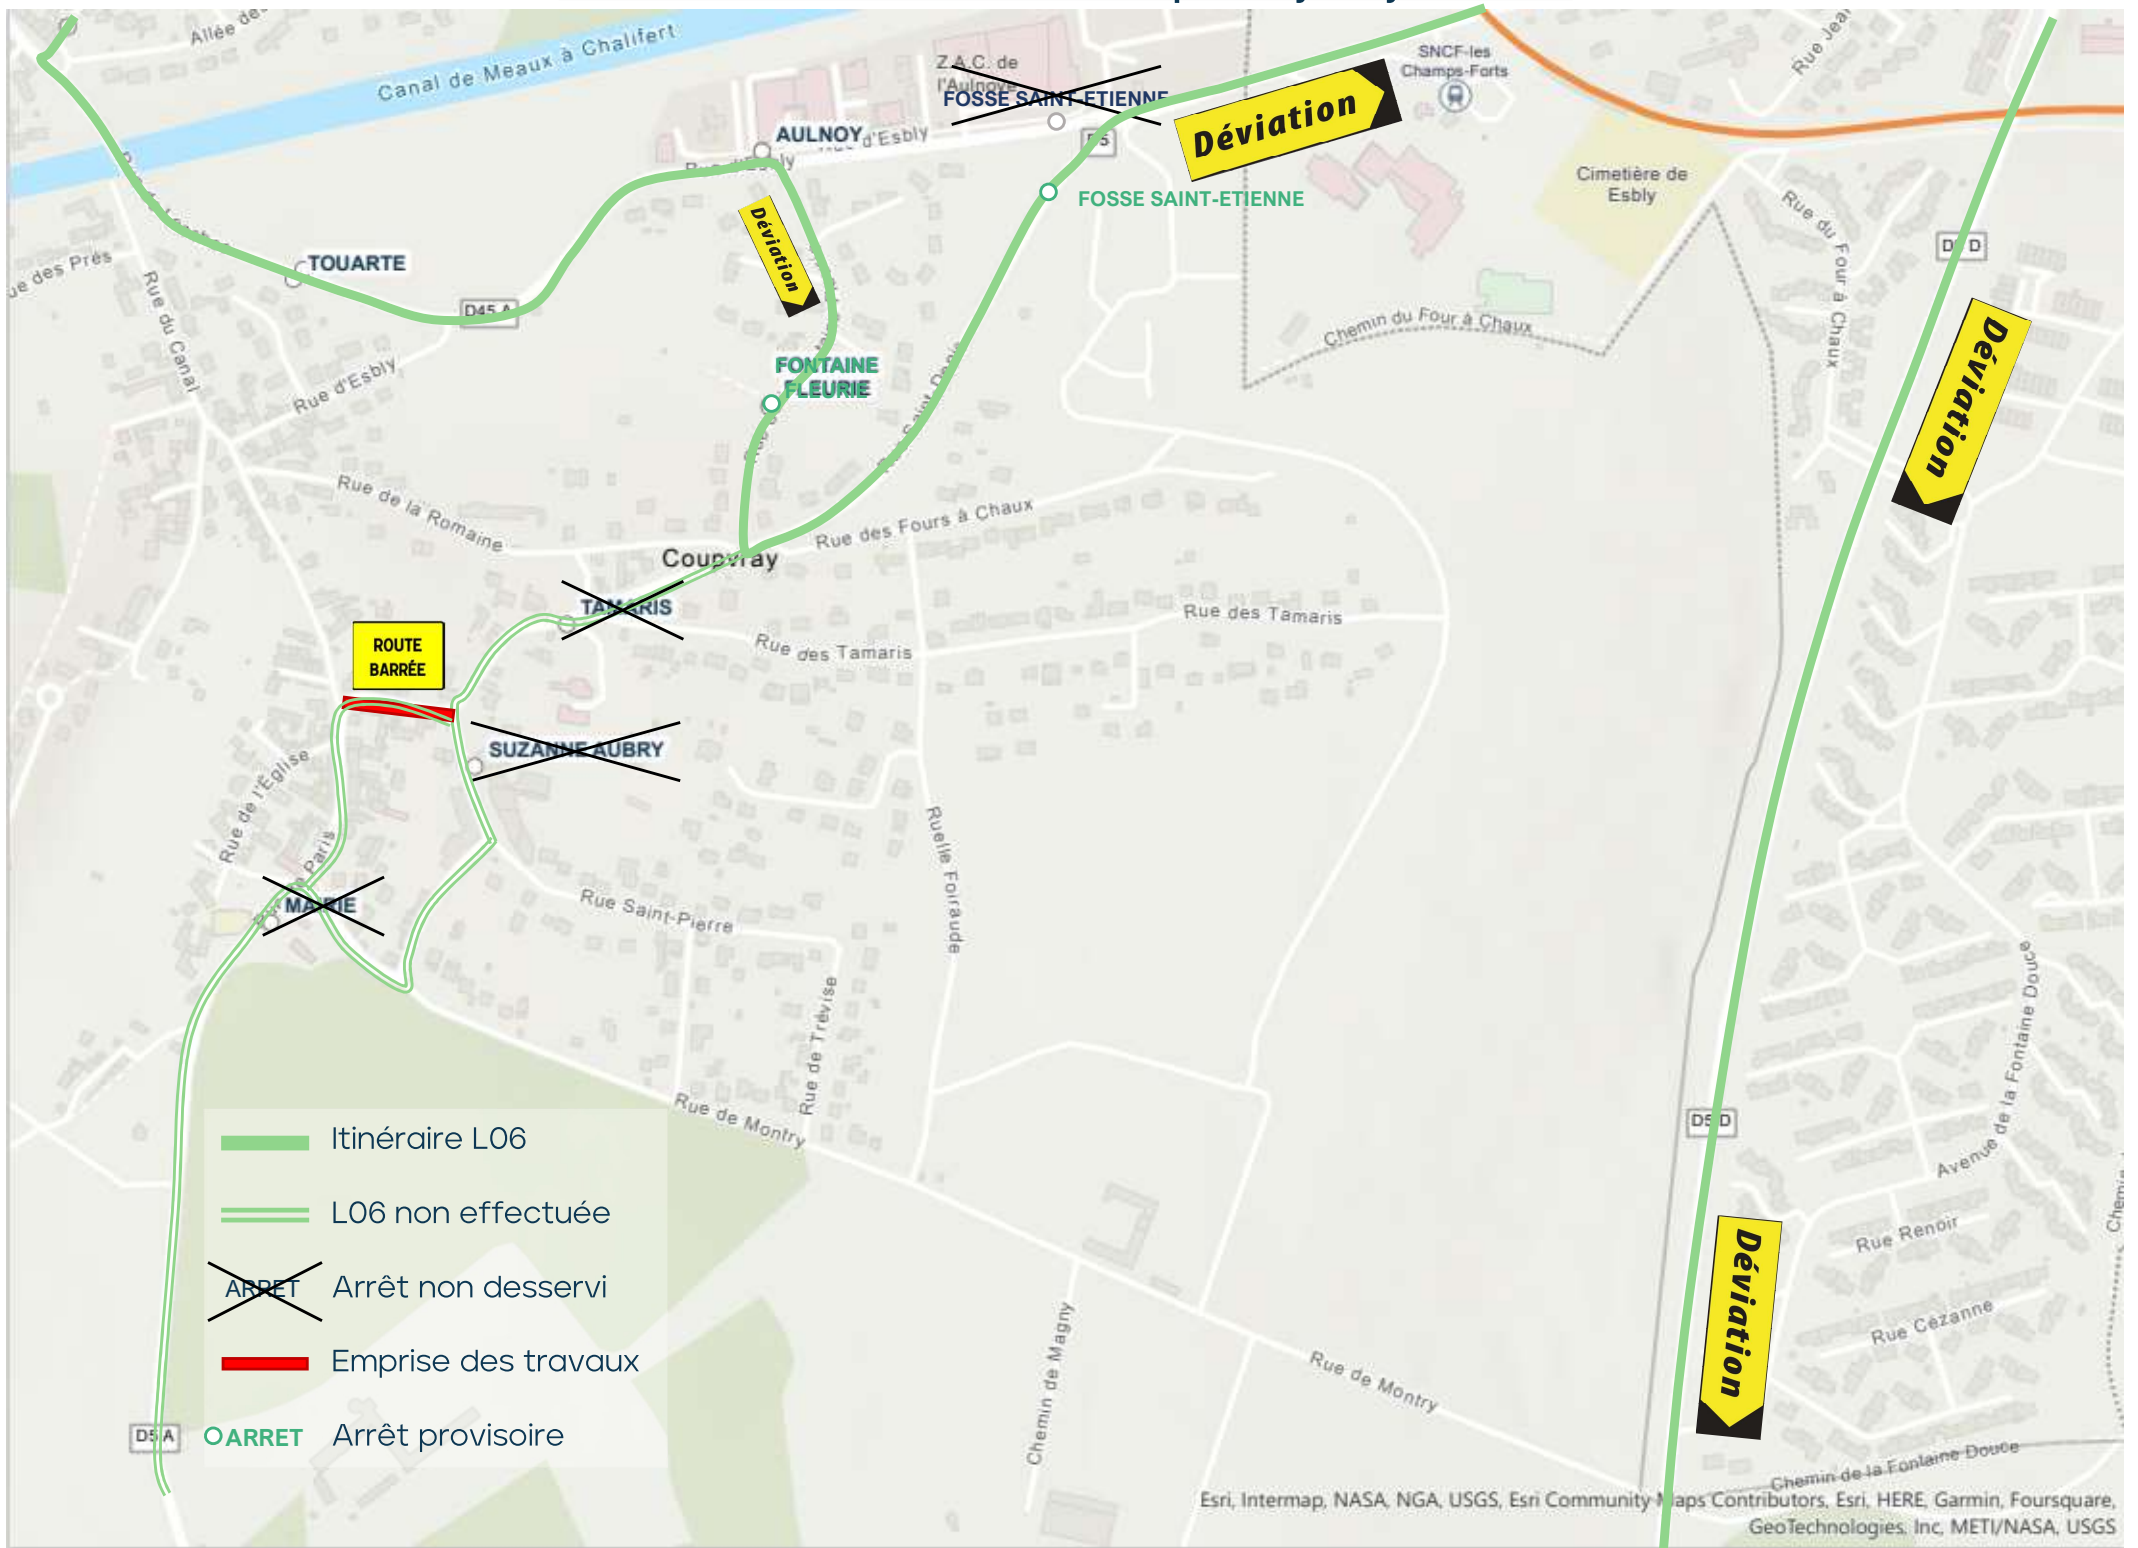 Allée des
Canal de Meaux à Chalifert
Z.A.C. de
l'Aulnoye
FOSSE SAINT-ETIENNE
SNCF-les
Champs-Forts
Déviation
AULNOY
Rue d'Esbly
d'Esbly
D5
FOSSE SAINT-ETIENNE
Cimetière de
Esbly
Rue du Four à Chaux
TOUARTE
Rue du Canal
Déviation
D45 A
Chemin du Four à Chaux
Déviation
Rue d'Esbly
FONTAINE
FLEURIE
Rue Saint-Denis
Rue de la Romaine
Rue des Fours à Chaux
Coupvray
TAMARIS
Rue des Tamaris
Rue des Tamaris
ROUTE
BARRÉE
SUZANNE AUBRY
Rue de l'Église
Paris
MAIRIE
Ruelle Foiraude
Rue Saint-Pierre
Rue de Trévise
Rue de Montry
Avenue de la Fontaine Douce
D5 D
Itinéraire L06
L06 non effectuée
ARRET
Arrêt non desservi
Emprise des travaux
ARRET
Arrêt provisoire
D5 A
Rue Renoir
Rue Cézanne
Déviation
Chemin de Magny
Rue de Montry
Chemin de la Fontaine Douce
Esri, Intermap, NASA, NGA, USGS, Esri Community Maps Contributors, Esri, HERE, Garmin, Foursquare,
GeoTechnologies, Inc, METI/NASA, USGS